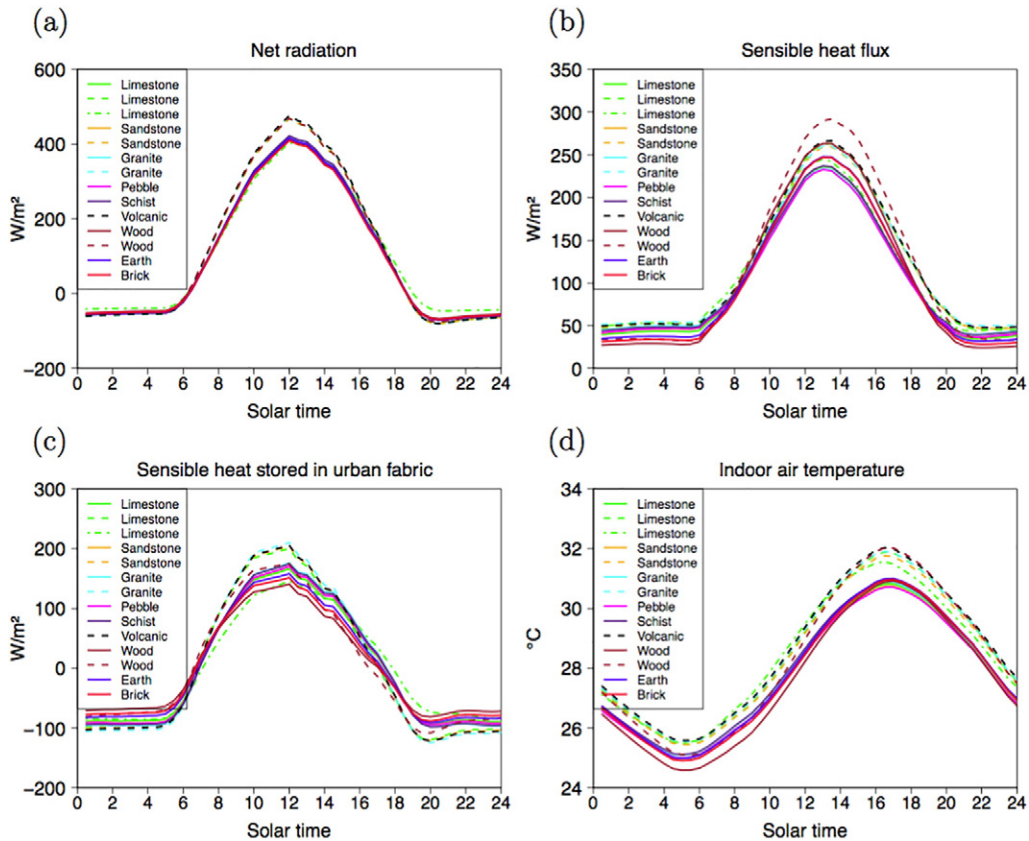 (a)
Net radiation
W/m²
600
400
200
0
−200
Limestone
Limestone
Limestone
Sandstone
Sandstone
Granite
Granite
Pebble
Schist
Volcanic
Wood
Wood
Earth
Brick
0 2 4 6 8 10 12 14 16 18 20 22 24
Solar time
(b)
Sensible heat flux
W/m²
350
300
250
200
150
100
50
0
Limestone
Limestone
Limestone
Sandstone
Sandstone
Granite
Granite
Pebble
Schist
Volcanic
Wood
Wood
Earth
Brick
0 2 4 6 8 10 12 14 16 18 20 22 24
Solar time
(c)
Sensible heat stored in urban fabric
W/m²
300
200
100
0
−100
−200
Limestone
Limestone
Limestone
Sandstone
Sandstone
Granite
Granite
Pebble
Schist
Volcanic
Wood
Wood
Earth
Brick
0 2 4 6 8 10 12 14 16 18 20 22 24
Solar time
(d)
Indoor air temperature
°C
34
32
30
28
26
24
Limestone
Limestone
Limestone
Sandstone
Sandstone
Granite
Granite
Pebble
Schist
Volcanic
Wood
Wood
Earth
Brick
0 2 4 6 8 10 12 14 16 18 20 22 24
Solar time